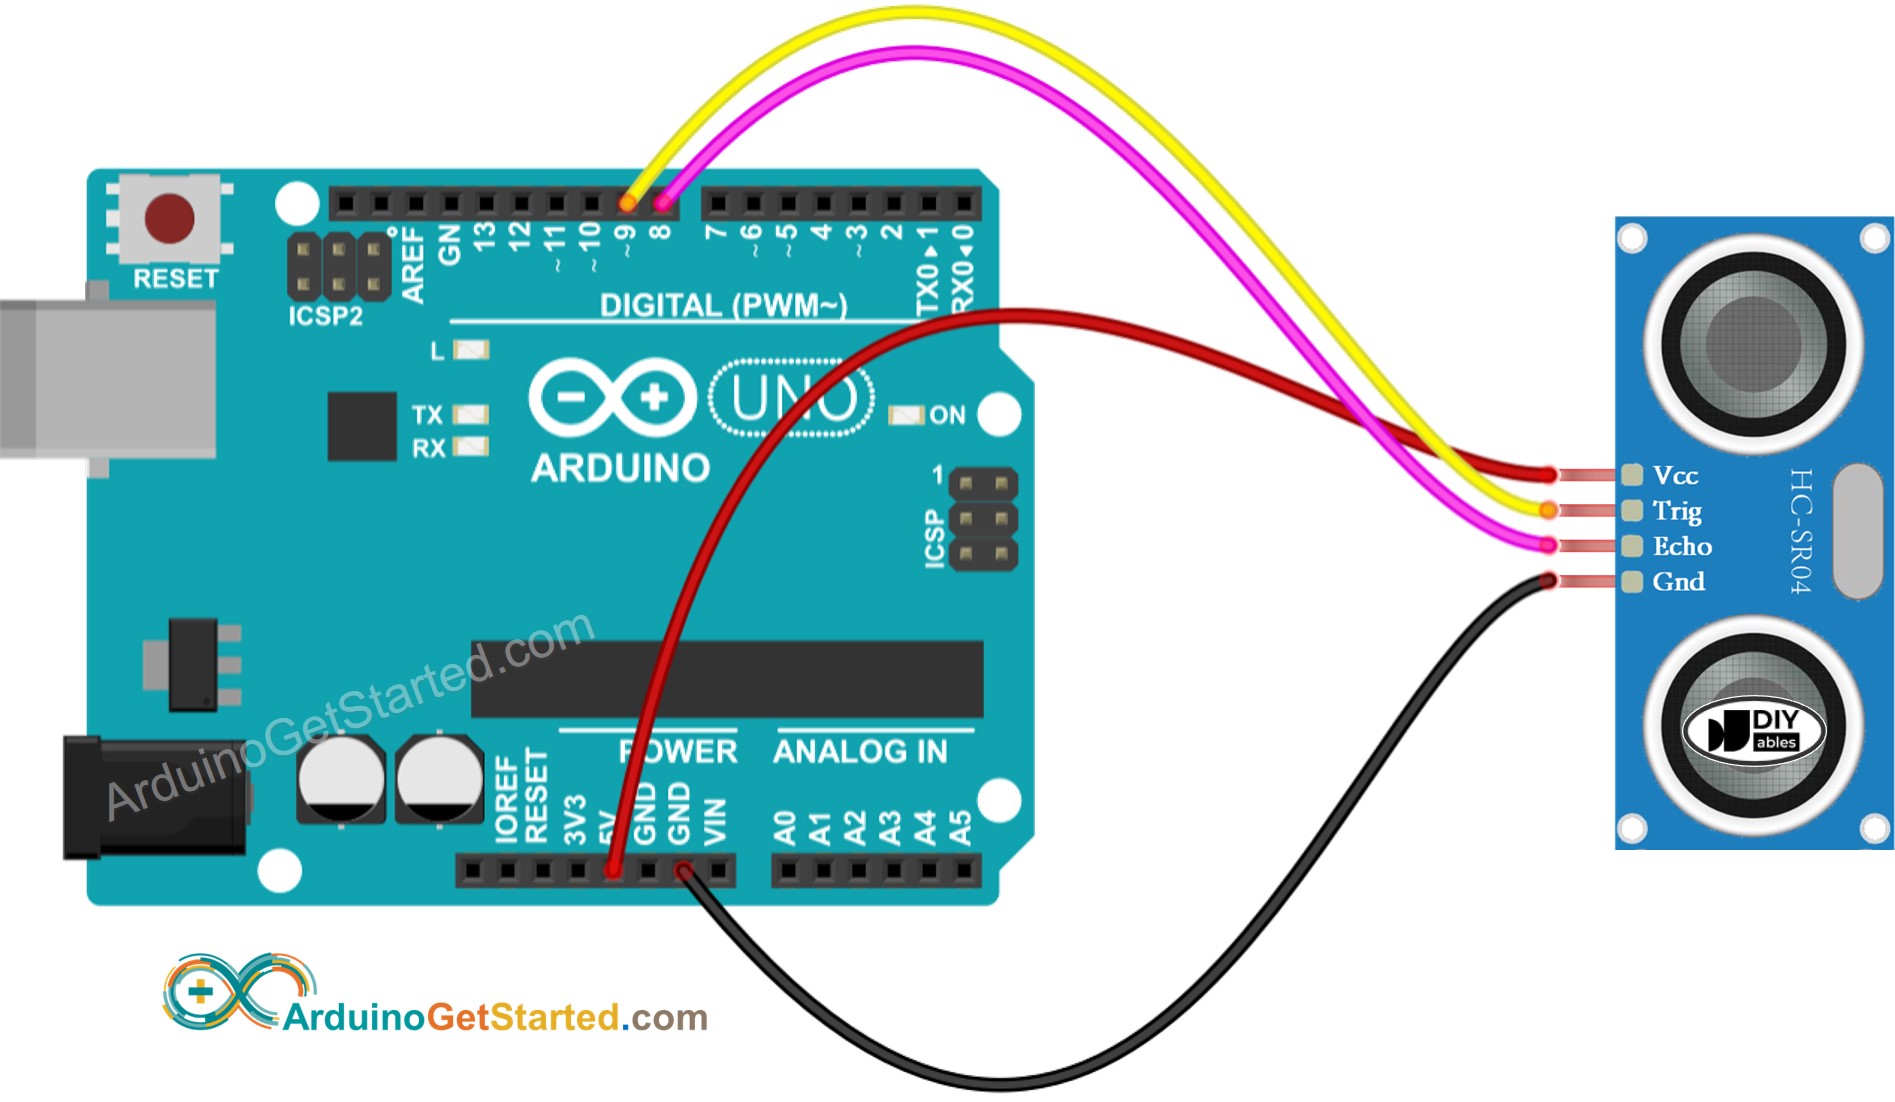 RESET
ICSP2
AREF
GN
13
12
~11
~10
~9
8
7
~6
~5
4
~3
2
TX0▶1
RX0◀0
DIGITAL (PWM~)
L
TX
RX
UNO
ARDUINO
ON
1
ICSP
Vcc
Trig
Echo
Gnd
HC-SR04
DIY
ables
ArduinoGetStarted.com
POWER
ANALOG IN
IOREF
RESET
3V3
5V
GND
GND
VIN
A0
A1
A2
A3
A4
A5
ArduinoGetStarted.com